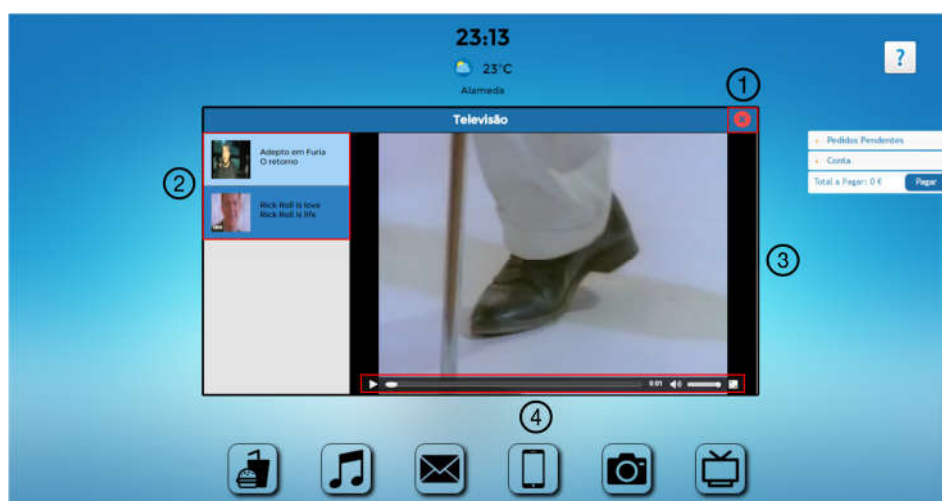 23:13
23°C
Alameda
?
1
Televisão
Adepto em Furia
O retorno
2
Rick Roll is love
Rick Roll is life
3
Pedidos Pendentes
Conta
Total a Pagar: 0 €
Pagar
0:01
4